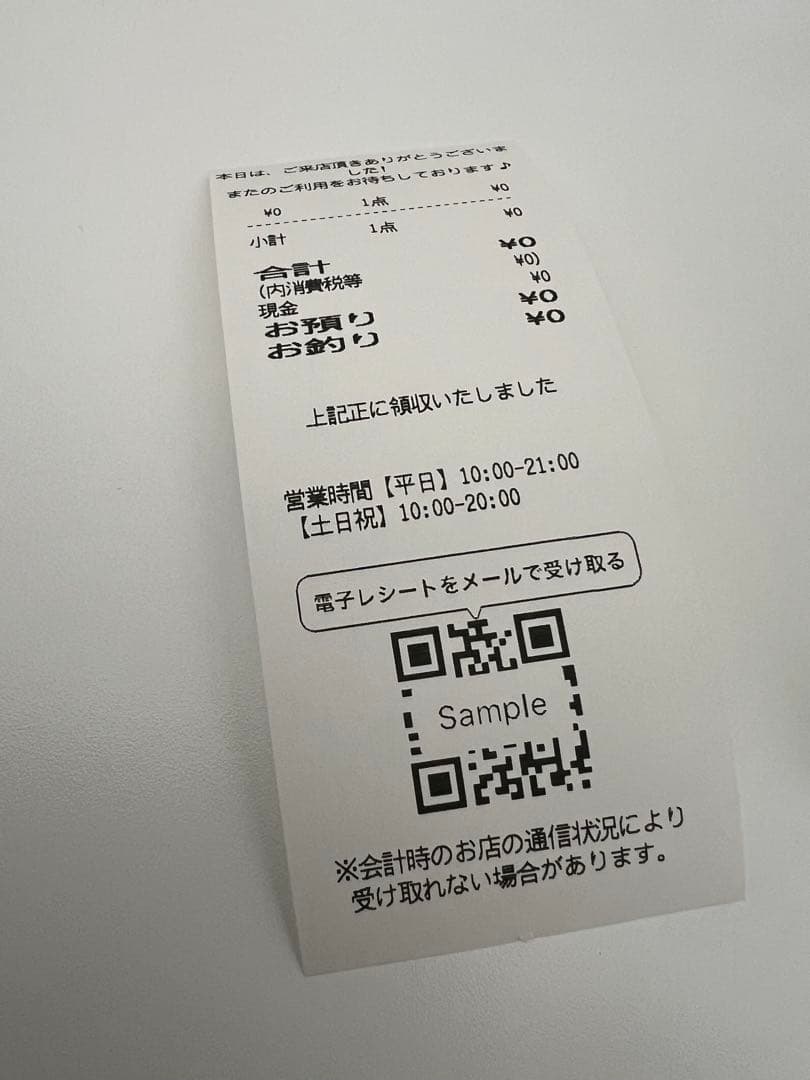 本日は、ご来店頂きありがとうございま
した!
またのご利用をお待ちしております♪
¥0 1点 ¥0
小計 1点 ¥0
合計 ¥0
(内消費税等 ¥0)
現金 ¥0
お預り ¥0
お釣り ¥0
上記正に領収いたしました
営業時間【平日】10:00-21:00
【土日祝】10:00-20:00
電子レシートをメールで受け取る
Sample
※会計時のお店の通信状況により
受け取れない場合があります。